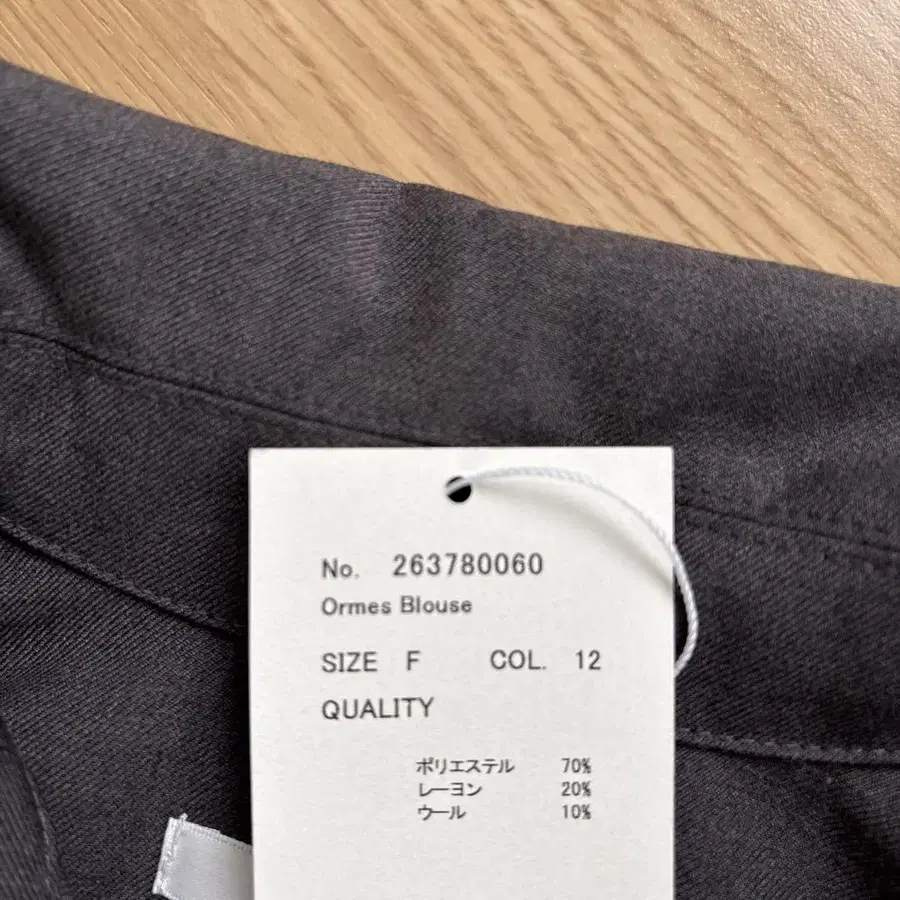 No. 263780060
Ormes Blouse
SIZE F COL. 12
QUALITY
ポリエステル 70%
レーヨン 20%
ウール 10%